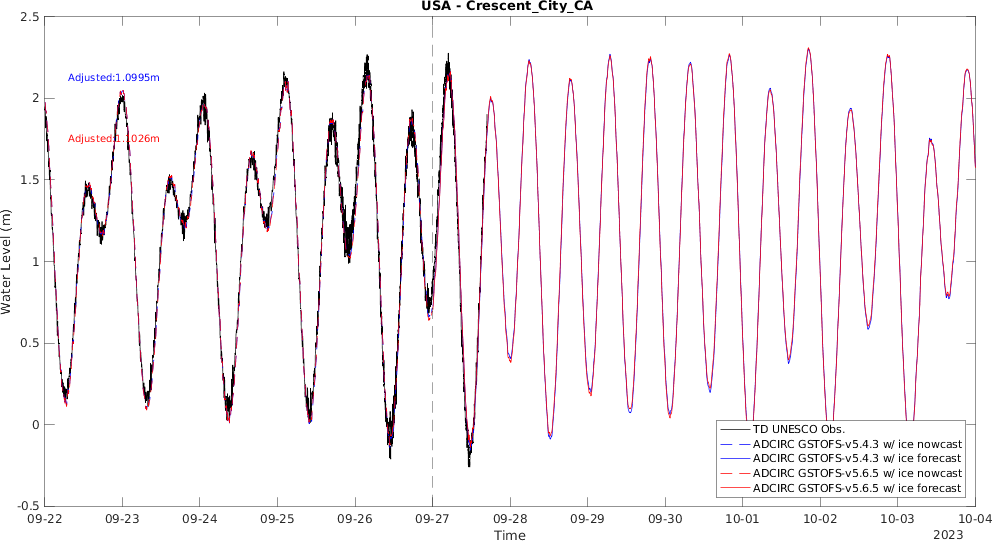 USA - Crescent_City_CA
2.5
2
1.5
1
0.5
0
-0.5
Water Level (m)
Adjusted:1.0995m
Adjusted:1.1026m
TD UNESCO Obs.
ADCIRC GSTOFS-v5.4.3 w/ ice nowcast
ADCIRC GSTOFS-v5.4.3 w/ ice forecast
ADCIRC GSTOFS-v5.6.5 w/ ice nowcast
ADCIRC GSTOFS-v5.6.5 w/ ice forecast
09-22 09-23 09-24 09-25 09-26 09-27 09-28 09-29 09-30 10-01 10-02 10-03 10-04
Time
2023